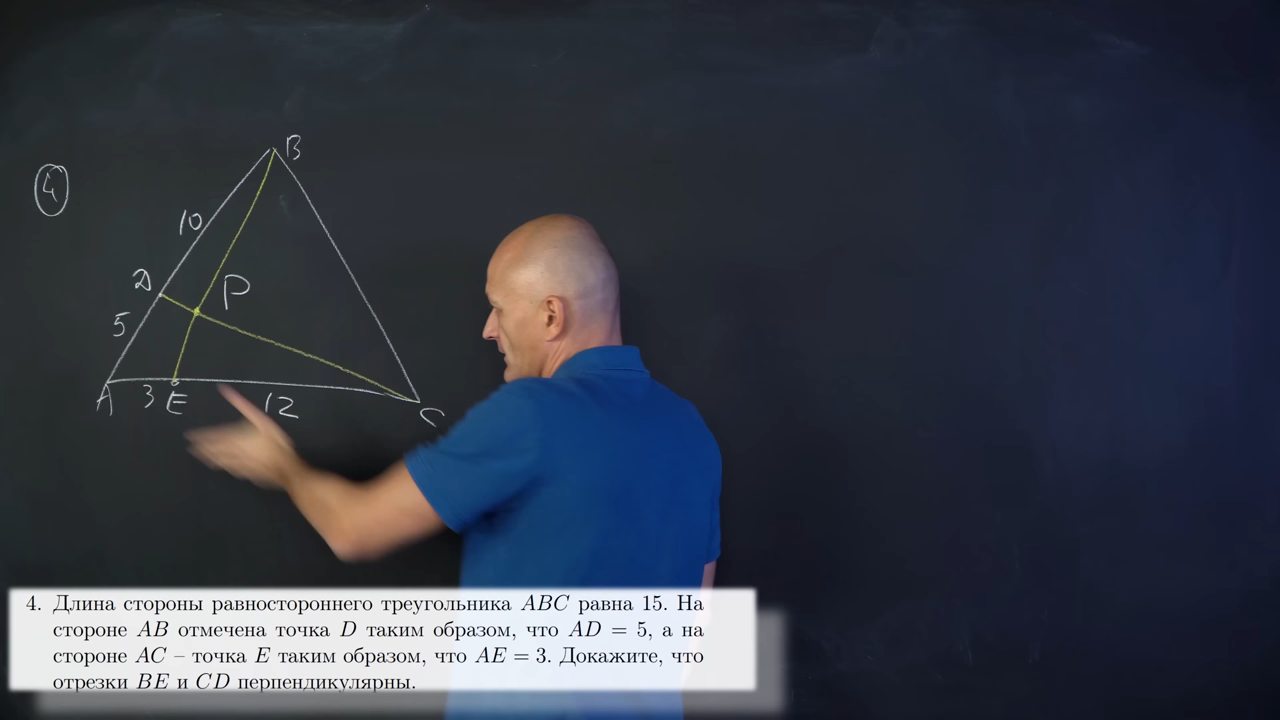 4
B
10
D
P
5
A 3 E 12 C
4. Длина стороны равностороннего треугольника ABC равна 15. На
стороне AB отмечена точка D таким образом, что AD = 5, а на
стороне AC – точка E таким образом, что AE = 3. Докажите, что
отрезки BE и CD перпендикулярны.